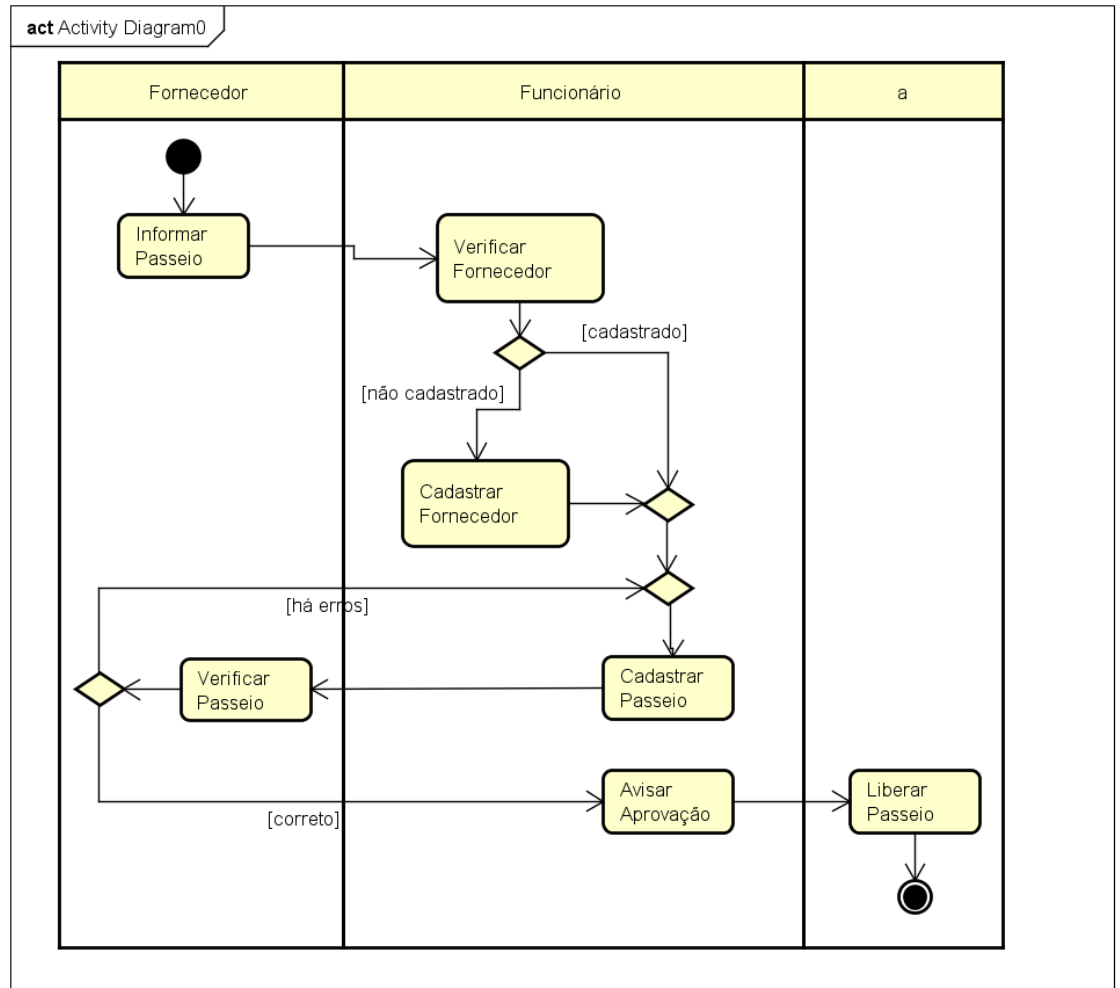 act Activity Diagram0
Fornecedor
Funcionário
a
Informar
Passeio
Verificar
Fornecedor
[cadastrado]
[não cadastrado]
Cadastrar
Fornecedor
[há erros]
Verificar
Passeio
Cadastrar
Passeio
[correto]
Avisar
Aprovação
Liberar
Passeio